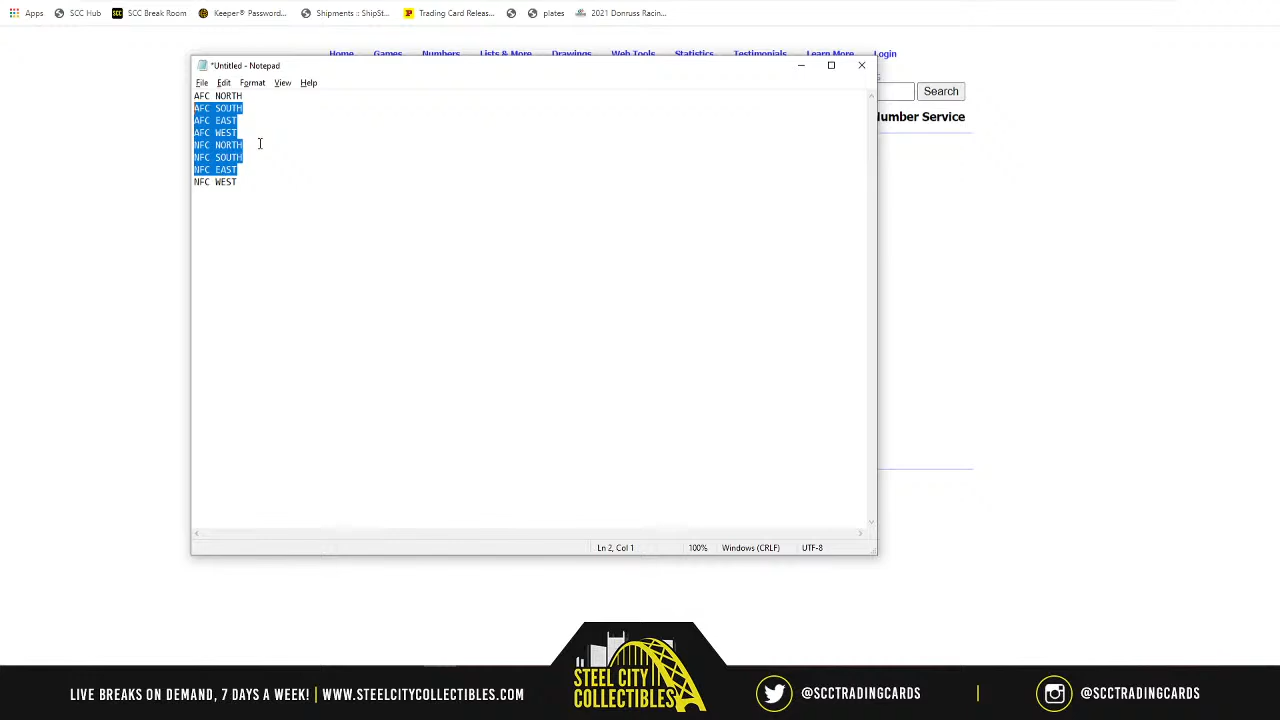 Apps SCC Hub SCC Break Room Keeper® Password... Shipments :: ShipSt... Trading Card Releas... plates 2021 Donruss Racin...
Home Games Numbers Lists & More Drawings Web Tools Statistics Testimonials Learn More Login
*Untitled - Notepad
File Edit Format View Help
Search
AFC NORTH
AFC SOUTH
Number Service
AFC EAST
AFC WEST
NFC NORTH
NFC SOUTH
NFC EAST
NFC WEST
Ln 2, Col 1 100% Windows (CRLF) UTF-8
STEEL CITY
COLLECTIBLES
LIVE BREAKS ON DEMAND, 7 DAYS A WEEK! | WWW.STEELCITYCOLLECTIBLES.COM
@SCCTRADINGCARDS | @SCCTRADINGCARDS